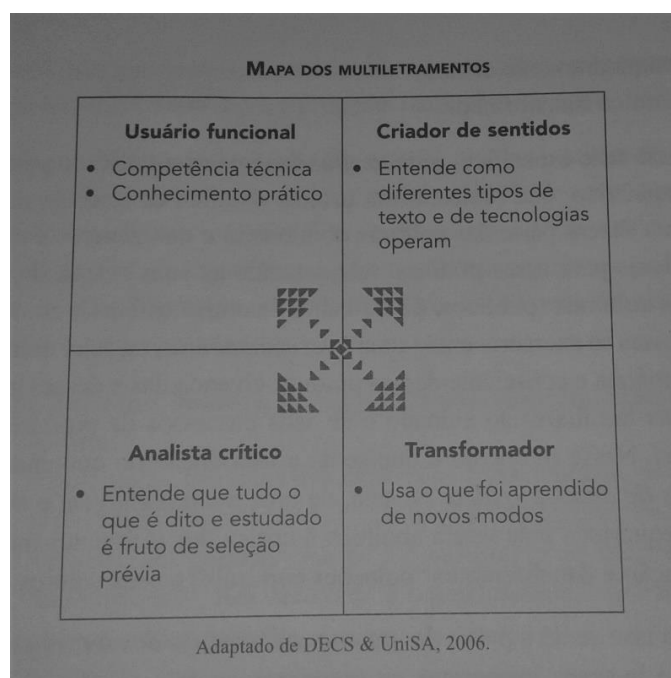 MAPA DOS MULTILETRAMENTOS
Usuário funcional
• Competência técnica
• Conhecimento prático
Criador de sentidos
• Entende como
diferentes tipos de
texto e de tecnologias
operam
Analista crítico
• Entende que tudo o
que é dito e estudado
é fruto de seleção
prévia
Transformador
• Usa o que foi aprendido
de novos modos
Adaptado de DECS & UniSA, 2006.